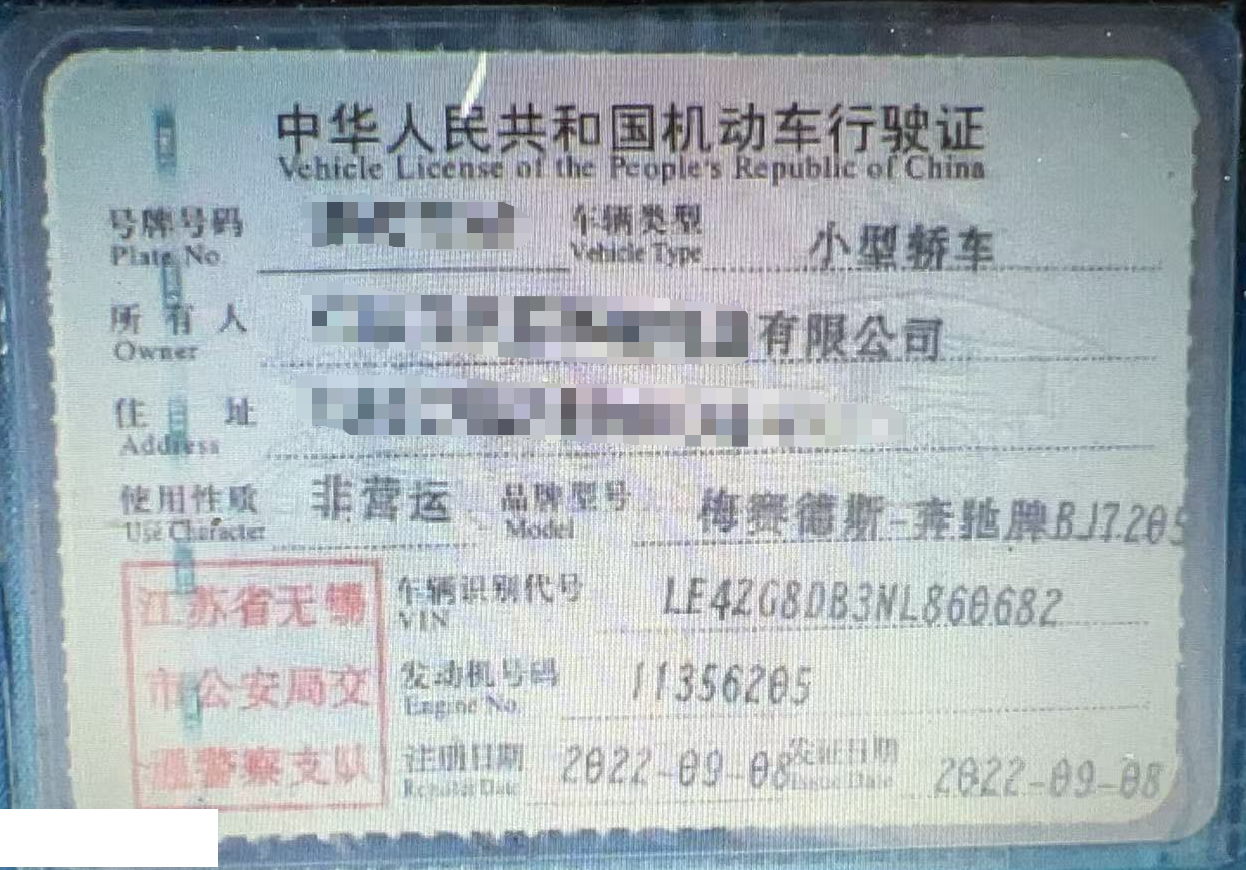 中华人民共和国机动车行驶证
Vehicle License of the People's Republic of China
号牌号码 车辆类型 小型轿车
Plate No. Vehicle Type
所有人 有限公司
Owner
住址
Address
使用性质 非营运 品牌型号 梅赛德斯-奔驰牌BJ7205
Use Character Model
江苏省无锡
市公安局交
通警察支队
车辆识别代号 LE42G8DB3NL860682
VIN
发动机号码 11356205
Engine No.
注册日期 2022-09-08 发证日期 2022-09-08
Register Date Issue Date